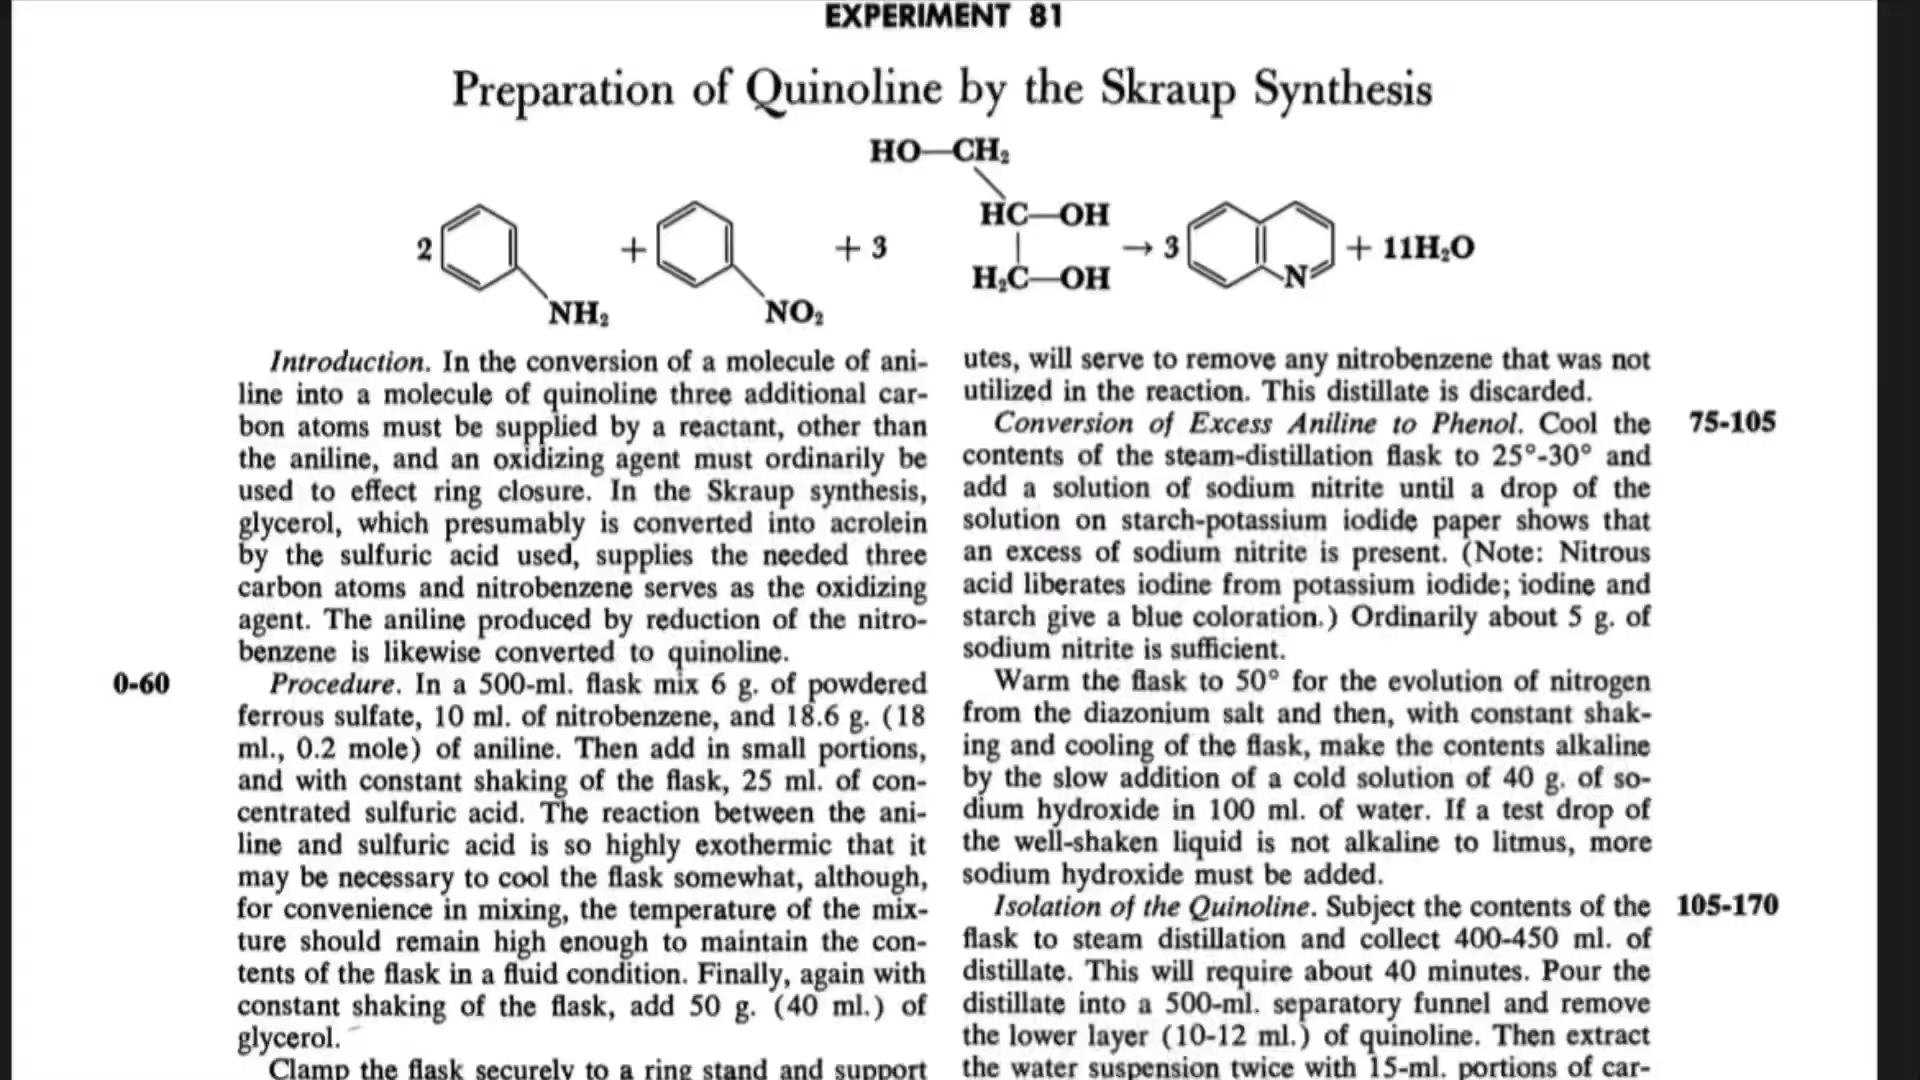 EXPERIMENT 81
Preparation of Quinoline by the Skraup Synthesis
HO—CH₂
HC—OH
2 + + 3 → 3 + 11H₂O
H₂C—OH N
NH₂ NO₂
Introduction. In the conversion of a molecule of ani-
line into a molecule of quinoline three additional car-
bon atoms must be supplied by a reactant, other than
the aniline, and an oxidizing agent must ordinarily be
used to effect ring closure. In the Skraup synthesis,
glycerol, which presumably is converted into acrolein
by the sulfuric acid used, supplies the needed three
carbon atoms and nitrobenzene serves as the oxidizing
agent. The aniline produced by reduction of the nitro-
benzene is likewise converted to quinoline.
0-60
Procedure. In a 500-ml. flask mix 6 g. of powdered
ferrous sulfate, 10 ml. of nitrobenzene, and 18.6 g. (18
ml., 0.2 mole) of aniline. Then add in small portions,
and with constant shaking of the flask, 25 ml. of con-
centrated sulfuric acid. The reaction between the ani-
line and sulfuric acid is so highly exothermic that it
may be necessary to cool the flask somewhat, although,
for convenience in mixing, the temperature of the mix-
ture should remain high enough to maintain the con-
tents of the flask in a fluid condition. Finally, again with
constant shaking of the flask, add 50 g. (40 ml.) of
glycerol.
Clamp the flask securely to a ring stand and support
utes, will serve to remove any nitrobenzene that was not
utilized in the reaction. This distillate is discarded.
Conversion of Excess Aniline to Phenol. Cool the
75-105
contents of the steam-distillation flask to 25°-30° and
add a solution of sodium nitrite until a drop of the
solution on starch-potassium iodide paper shows that
an excess of sodium nitrite is present. (Note: Nitrous
acid liberates iodine from potassium iodide; iodine and
starch give a blue coloration.) Ordinarily about 5 g. of
sodium nitrite is sufficient.
Warm the flask to 50° for the evolution of nitrogen
from the diazonium salt and then, with constant shak-
ing and cooling of the flask, make the contents alkaline
by the slow addition of a cold solution of 40 g. of so-
dium hydroxide in 100 ml. of water. If a test drop of
the well-shaken liquid is not alkaline to litmus, more
sodium hydroxide must be added.
Isolation of the Quinoline. Subject the contents of the
105-170
flask to steam distillation and collect 400-450 ml. of
distillate. This will require about 40 minutes. Pour the
distillate into a 500-ml. separatory funnel and remove
the lower layer (10-12 ml.) of quinoline. Then extract
the water suspension twice with 15-ml. portions of car-